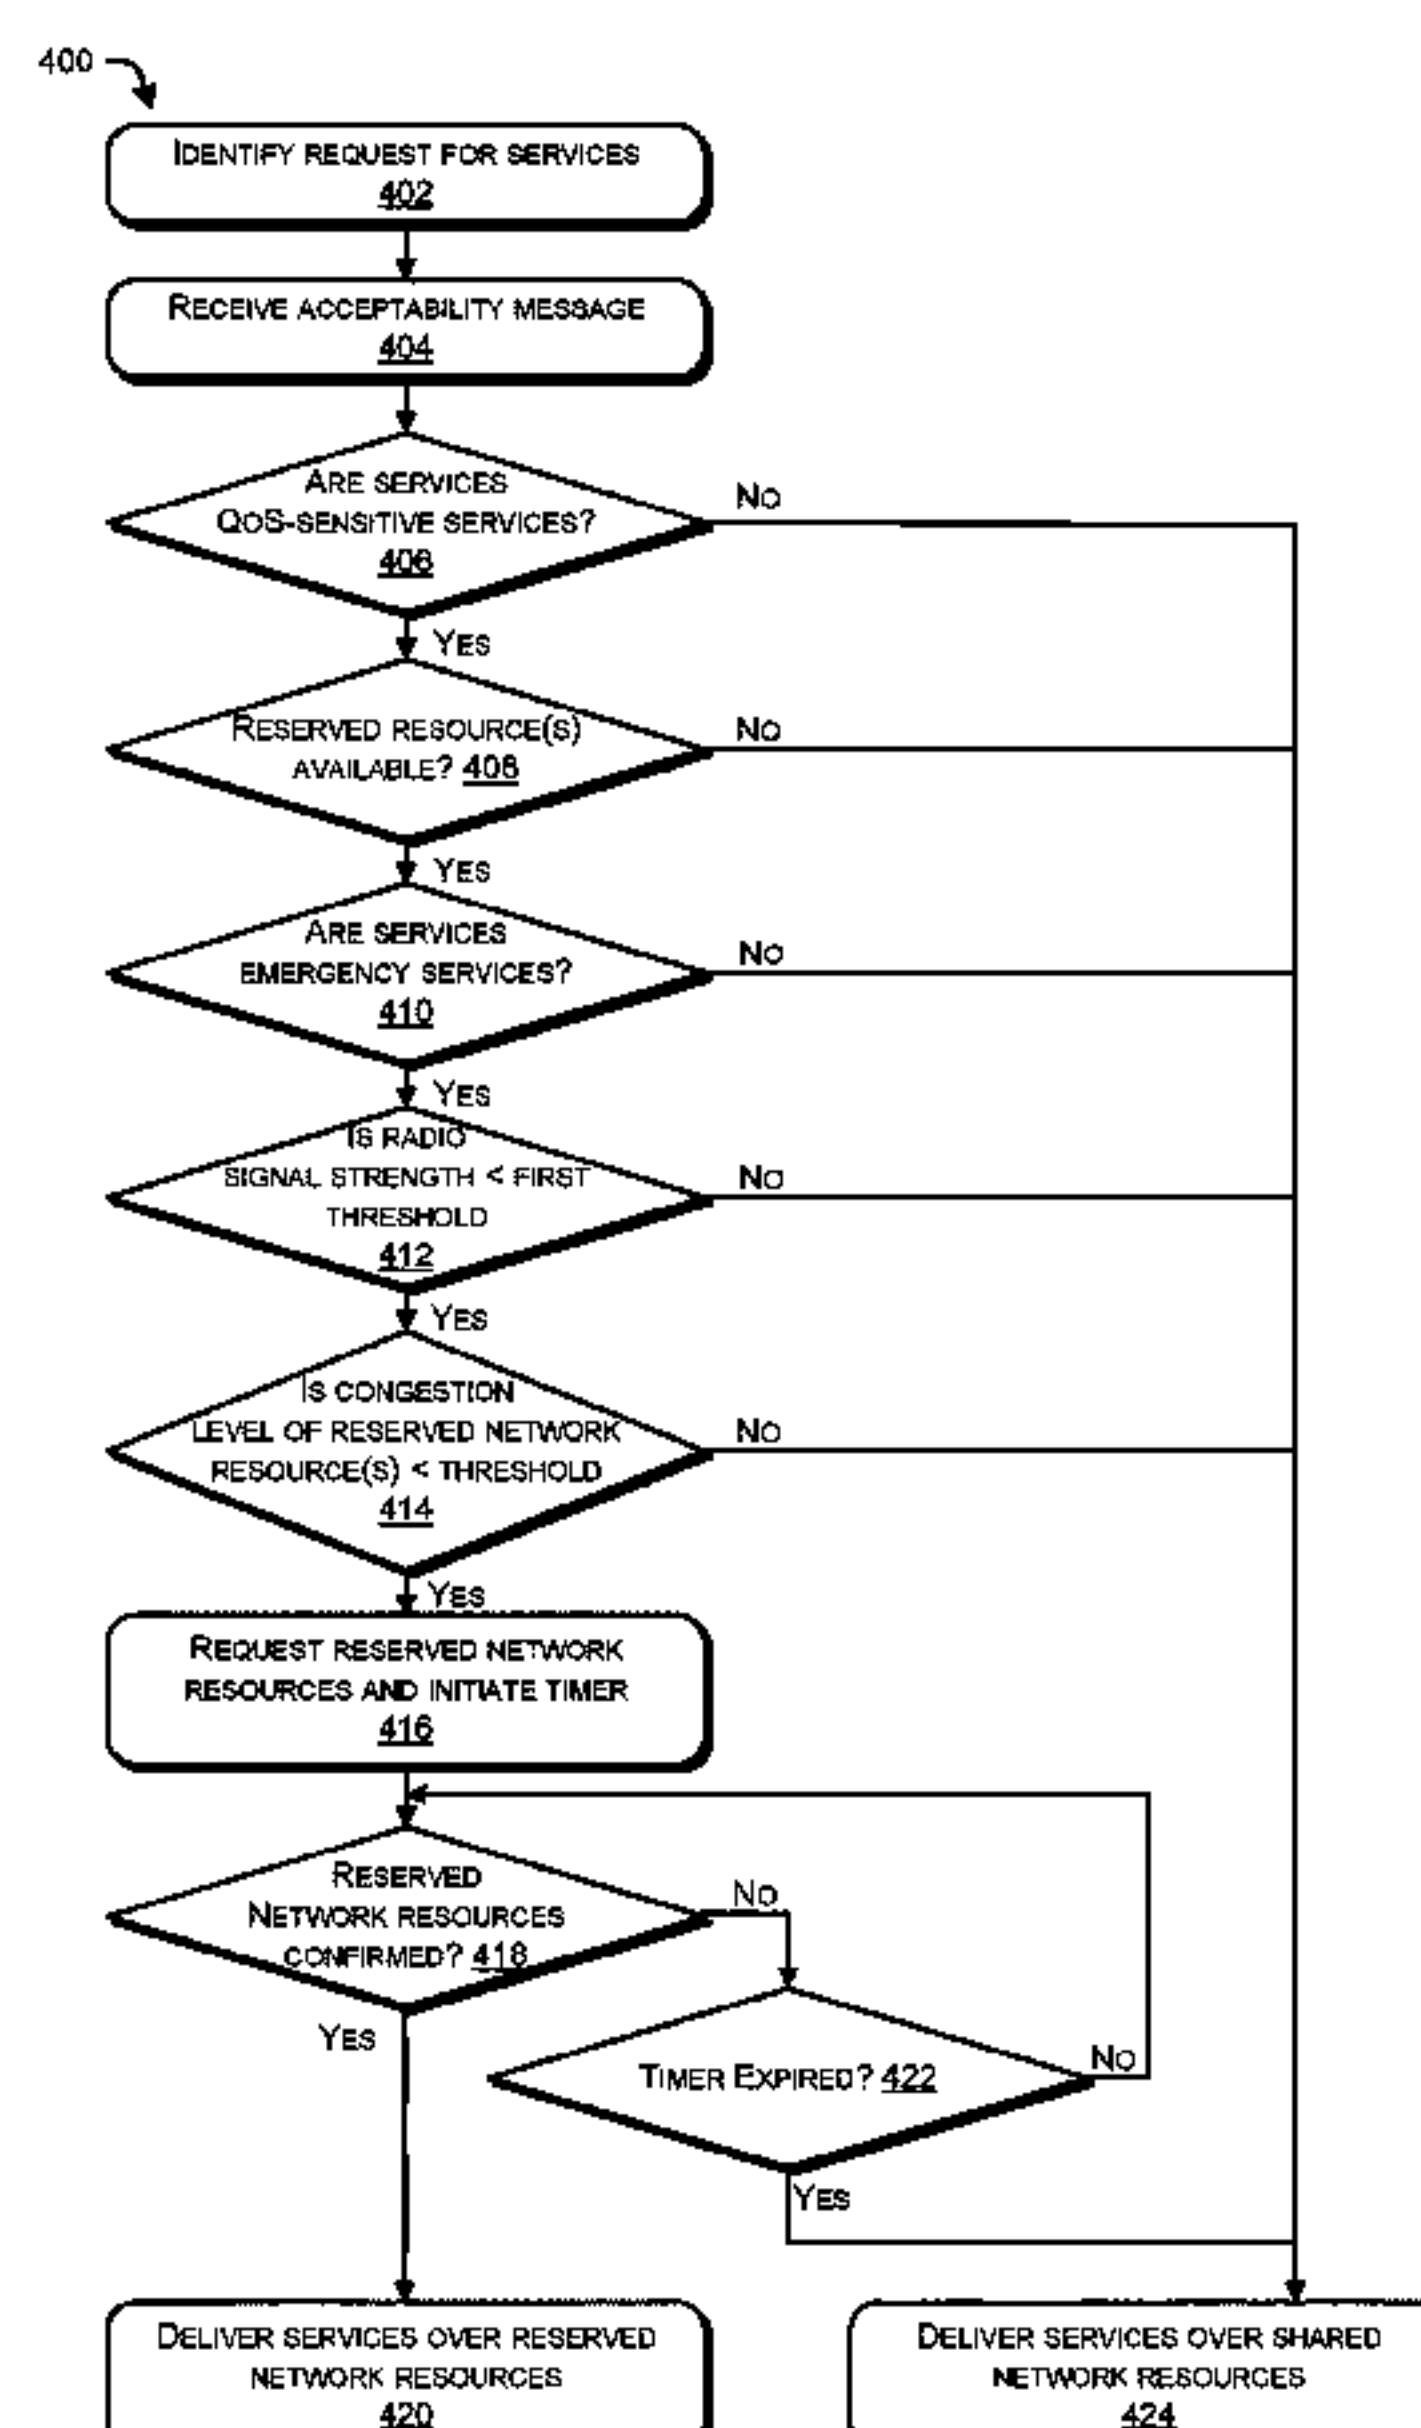 400
IDENTIFY REQUEST FOR SERVICES
402
RECEIVE ACCEPTABILITY MESSAGE
404
ARE SERVICES
QOS-SENSITIVE SERVICES?
406
NO
YES
RESERVED RESOURCE(S)
AVAILABLE? 408
NO
YES
ARE SERVICES
EMERGENCY SERVICES?
410
NO
YES
IS RADIO
SIGNAL STRENGTH < FIRST
THRESHOLD
412
NO
YES
IS CONGESTION
LEVEL OF RESERVED NETWORK
RESOURCE(S) < THRESHOLD
414
NO
YES
REQUEST RESERVED NETWORK
RESOURCES AND INITIATE TIMER
416
RESERVED
NETWORK RESOURCES
CONFIRMED? 418
NO
YES
TIMER EXPIRED? 422
NO
YES
DELIVER SERVICES OVER RESERVED
NETWORK RESOURCES
420
DELIVER SERVICES OVER SHARED
NETWORK RESOURCES
424